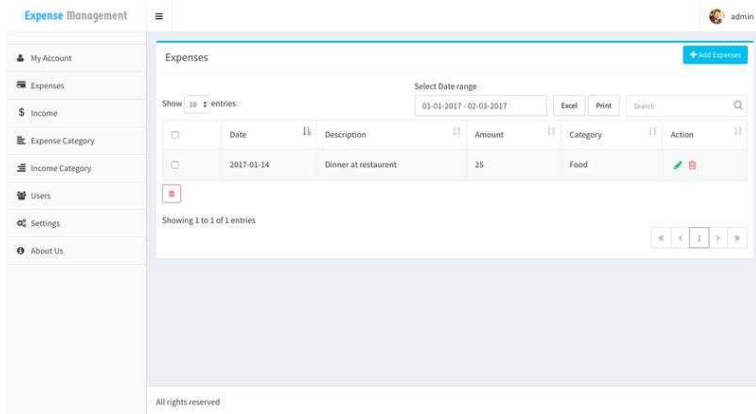 Expense Management
admin
My Account
Expenses
Income
Expense Category
Income Category
Users
Settings
About Us
Expenses
Add Expenses
Select Date range
Show 10 entries
01-01-2017 - 02-03-2017
Excel
Print
Search
Date
Description
Amount
Category
Action
2017-01-14
Dinner at restaurent
25
Food
Showing 1 to 1 of 1 entries
« < 1 > »
All rights reserved